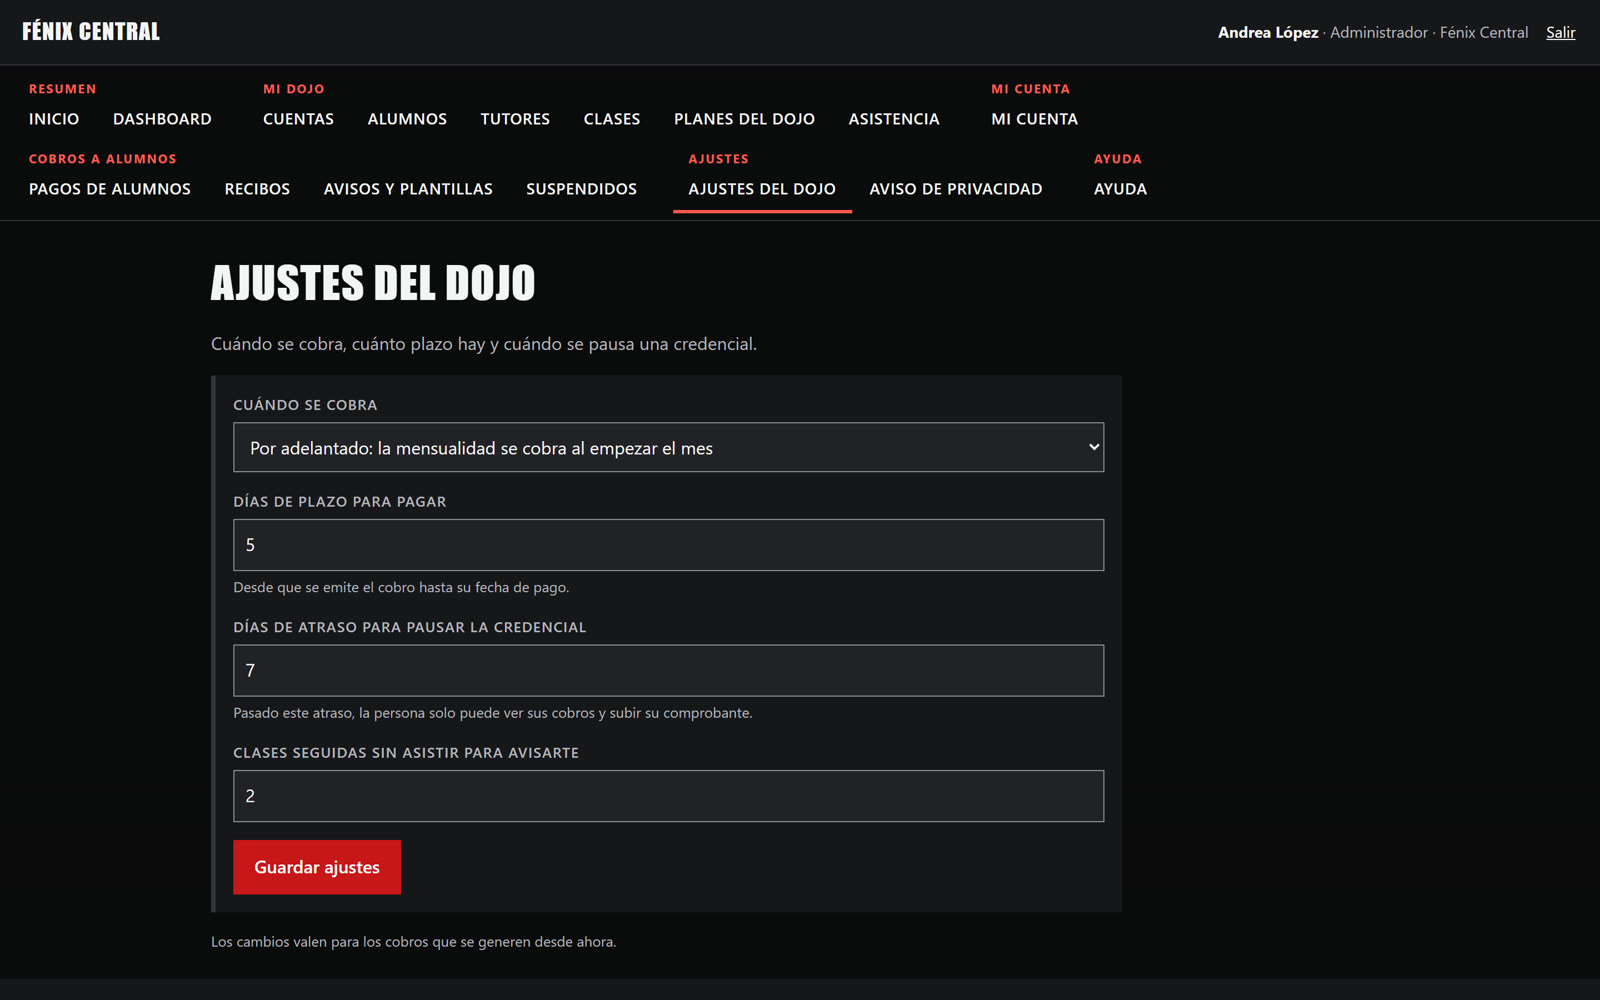 FÉNIX CENTRAL
Andrea López · Administrador · Fénix Central Salir
RESUMEN
INICIO DASHBOARD
MI DOJO
CUENTAS ALUMNOS TUTORES CLASES PLANES DEL DOJO ASISTENCIA
MI CUENTA
MI CUENTA
COBROS A ALUMNOS
PAGOS DE ALUMNOS RECIBOS AVISOS Y PLANTILLAS SUSPENDIDOS
AJUSTES
AJUSTES DEL DOJO AVISO DE PRIVACIDAD
AYUDA
AYUDA
AJUSTES DEL DOJO
Cuándo se cobra, cuánto plazo hay y cuándo se pausa una credencial.
CUÁNDO SE COBRA
Por adelantado: la mensualidad se cobra al empezar el mes
DÍAS DE PLAZO PARA PAGAR
5
Desde que se emite el cobro hasta su fecha de pago.
DÍAS DE ATRASO PARA PAUSAR LA CREDENCIAL
7
Pasado este atraso, la persona solo puede ver sus cobros y subir su comprobante.
CLASES SEGUIDAS SIN ASISTIR PARA AVISARTE
2
Guardar ajustes
Los cambios valen para los cobros que se generen desde ahora.